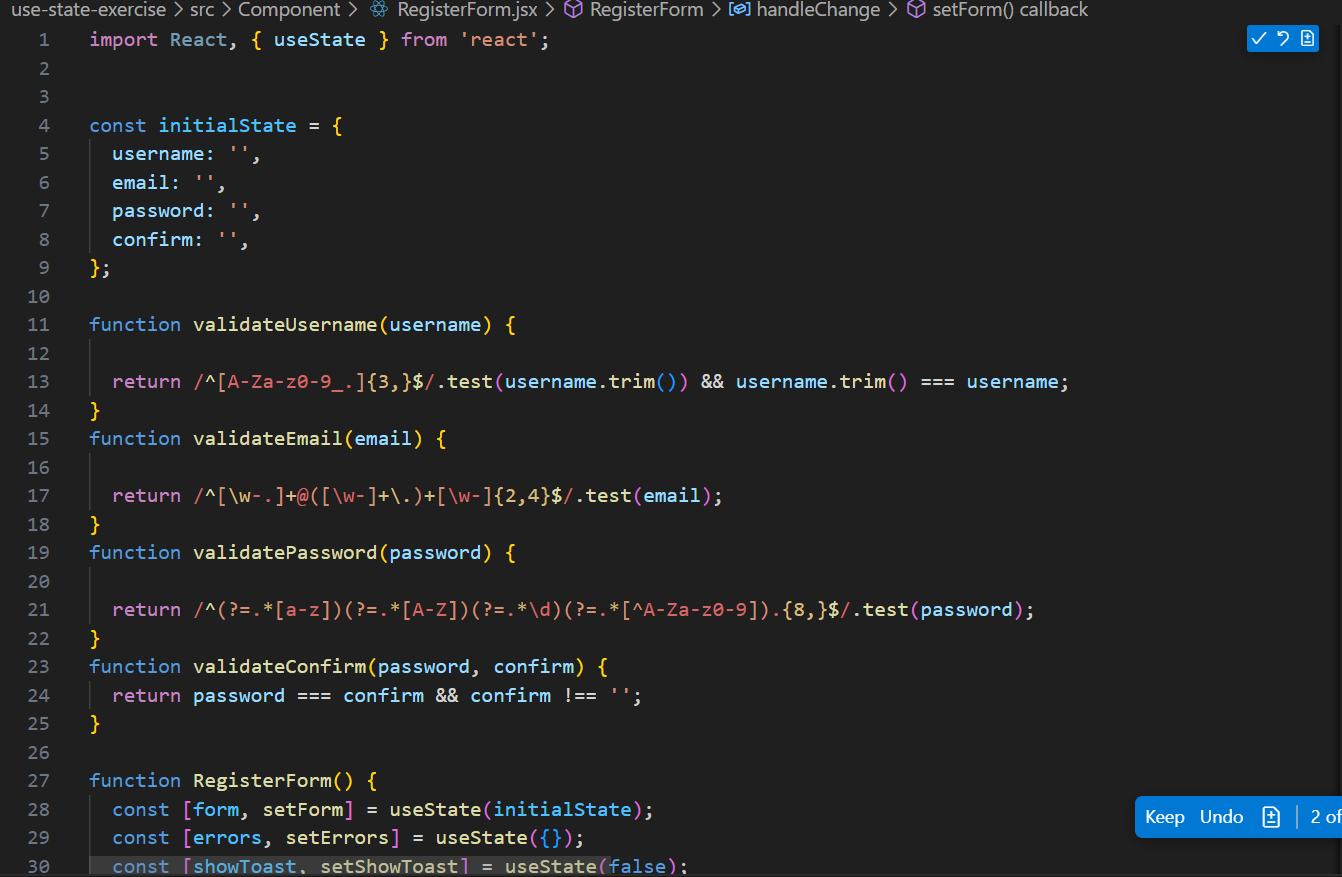 use-state-exercise > src > Component > RegisterForm.jsx > RegisterForm > handleChange > setForm() callback
1 import React, { useState } from 'react';
2
3
4 const initialState = {
5   username: '',
6   email: '',
7   password: '',
8   confirm: '',
9 };
10
11 function validateUsername(username) {
12
13   return /^[A-Za-z0-9_.]{3,}$/.test(username.trim()) && username.trim() === username;
14 }
15 function validateEmail(email) {
16
17   return /^[\w-.]+@([\w-]+\.)+[\w-]{2,4}$/.test(email);
18 }
19 function validatePassword(password) {
20
21   return /^(?=.*[a-z])(?=.*[A-Z])(?=.*\d)(?=.*[^A-Za-z0-9]).{8,}$/.test(password);
22 }
23 function validateConfirm(password, confirm) {
24   return password === confirm && confirm !== '';
25 }
26
27 function RegisterForm() {
28   const [form, setForm] = useState(initialState);
29   const [errors, setErrors] = useState({});
30   const [showToast, setShowToast] = useState(false);
Keep Undo 2 of